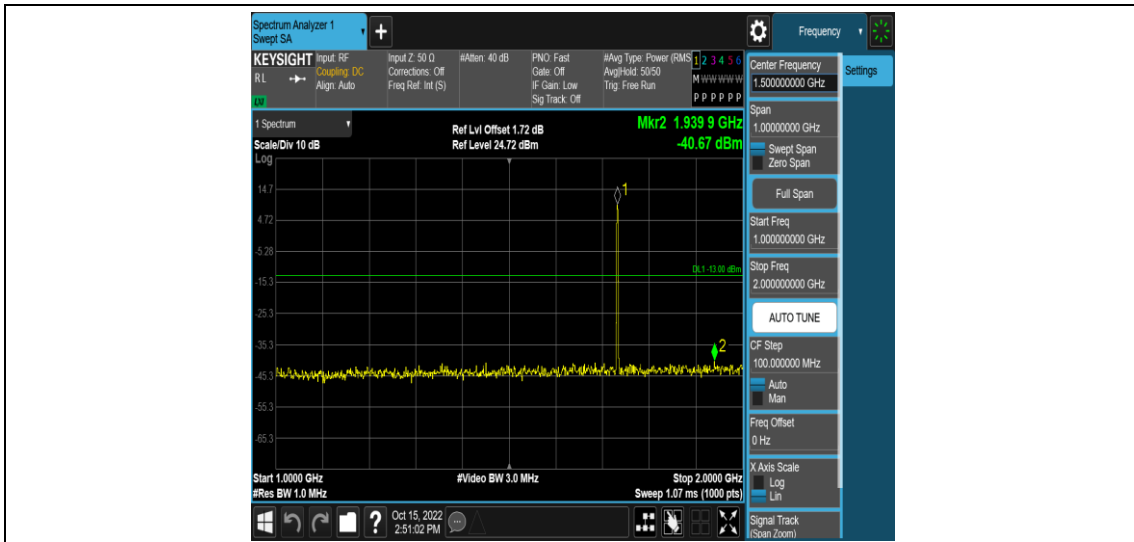 Spectrum Analyzer 1
Swept SA
+
Frequency
KEYSIGHT
RL
LM
Input: RF
Coupling: DC
Align: Auto
Input Z: 50 Ω
Corrections: Off
Freq Ref: Int (S)
#Atten: 40 dB
PNO: Fast
Gate: Off
IF Gain: Low
Sig Track: Off
#Avg Type: Power (RMS
Avg|Hold: 50/50
Trig: Free Run
1 2 3 4 5 6
M W W W W W
P P P P P P
1 Spectrum
Scale/Div 10 dB
Ref Lvl Offset 1.72 dB
Ref Level 24.72 dBm
Mkr2 1.939 9 GHz
-40.67 dBm
Log
14.7
4.72
-5.28
-15.3
-25.3
-35.3
-45.3
-55.3
-65.3
1
DL1 -13.00 dBm
2
Start 1.0000 GHz
#Res BW 1.0 MHz
#Video BW 3.0 MHz
Stop 2.0000 GHz
Sweep 1.07 ms (1000 pts)
Center Frequency
1.500000000 GHz
Settings
Span
1.00000000 GHz
Swept Span
Zero Span
Full Span
Start Freq
1.000000000 GHz
Stop Freq
2.000000000 GHz
AUTO TUNE
CF Step
100.000000 MHz
Auto
Man
Freq Offset
0 Hz
X Axis Scale
Log
Lin
Signal Track
(Span Zoom)
?
Oct 15, 2022
2:51:02 PM